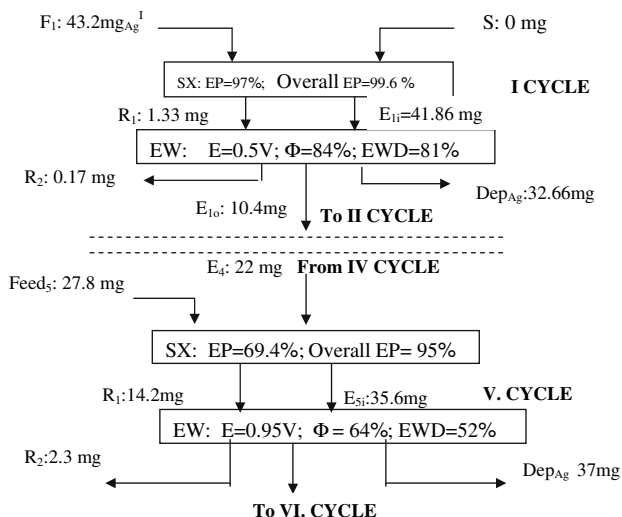 F₁: 43.2mg_Ag^I
S: 0 mg
SX: EP=97%; Overall EP=99.6 %
I CYCLE
R₁: 1.33 mg
E₁ᵢ=41.86 mg
EW: E=0.5V; Φ=84%; EWD=81%
R₂: 0.17 mg
Dep_Ag:32.66mg
E₁ₒ: 10.4mg
To II CYCLE
E₄: 22 mg From IV CYCLE
Feed₅: 27.8 mg
SX: EP=69.4%; Overall EP= 95%
R₁:14.2mg
E₅ᵢ:35.6mg
V. CYCLE
EW: E=0.95V; Φ = 64%; EWD=52%
R₂:2.3 mg
Dep_Ag 37mg
To VI. CYCLE